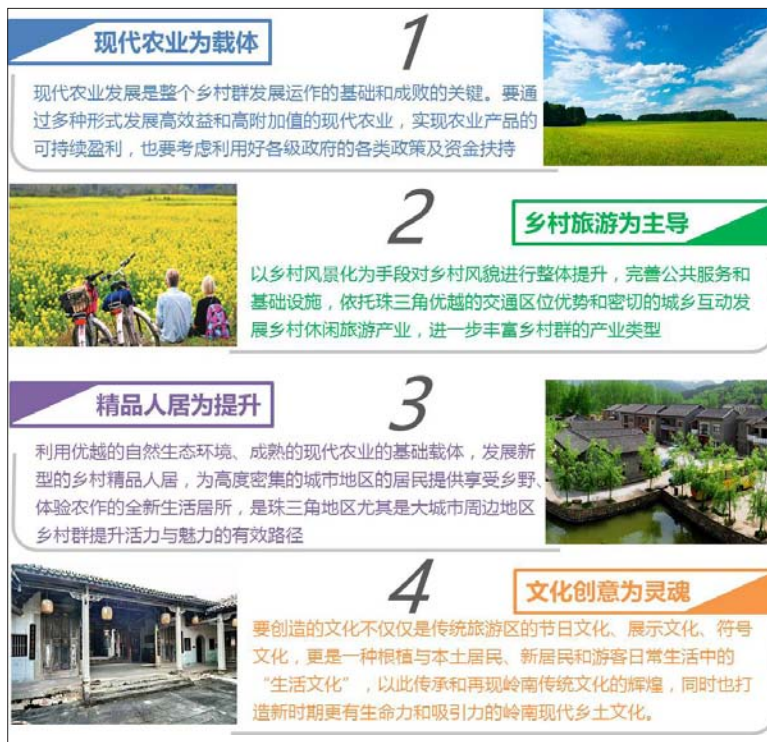 现代农业为载体
1
现代农业发展是整个乡村群发展运作的基础和成败的关键。要通
过多种形式发展高效益和高附加值的现代农业，实现农业产品的
可持续盈利，也要考虑利用好各级政府的各类政策及资金扶持
2
乡村旅游为主导
以乡村风景化为手段对乡村风貌进行整体提升，完善公共服务和
基础设施，依托珠三角优越的交通区位优势和密切的城乡互动发
展乡村休闲旅游产业，进一步丰富乡村群的产业类型
精品人居为提升
3
利用优越的自然生态环境、成熟的现代农业的基础载体，发展新
型的乡村精品人居，为高度密集的城市地区的居民提供享受乡野、
体验农作的全新生活居所，是珠三角地区尤其是大城市周边地区
乡村群提升活力与魅力的有效路径
4
文化创意为灵魂
要创造的文化不仅仅是传统旅游区的节日文化、展示文化、符号
文化，更是一种根植与本土居民、新居民和游客日常生活中的
“生活文化”，以此传承和再现岭南传统文化的辉煌，同时也打
造新时期更有生命力和吸引力的岭南现代乡土文化。